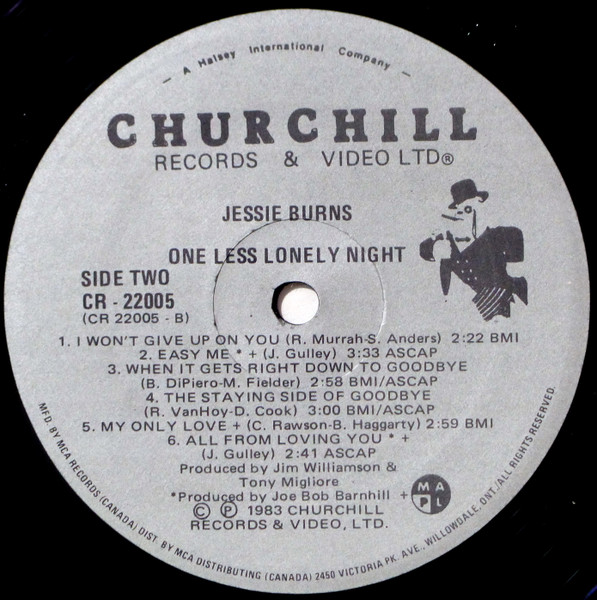 — A Halsey International Company —
CHURCHILL
RECORDS & VIDEO LTD®
JESSIE BURNS
ONE LESS LONELY NIGHT
SIDE TWO
CR - 22005
(CR 22005 - B)
1. I WON'T GIVE UP ON YOU (R. Murrah-S. Anders) 2:22 BMI
2. EASY ME * + (J. Gulley) 3:33 ASCAP
3. WHEN IT GETS RIGHT DOWN TO GOODBYE
(B. DiPiero-M. Fielder) 2:58 BMI/ASCAP
4. THE STAYING SIDE OF GOODBYE
(R. VanHoy-D. Cook) 3:00 BMI/ASCAP
5. MY ONLY LOVE + (C. Rawson-B. Haggarty) 2:59 BMI
6. ALL FROM LOVING YOU * +
(J. Gulley) 2:41 ASCAP
Produced by Jim Williamson &
Tony Migliore
*Produced by Joe Bob Barnhill +
M A
P L
© ℗ 1983 CHURCHILL
RECORDS & VIDEO, LTD.
MFD. BY MCA RECORDS (CANADA) DIST. BY MCA DISTRIBUTING (CANADA) 2450 VICTORIA PK. AVE., WILLOWDALE, ONT./ALL RIGHTS RESERVED.